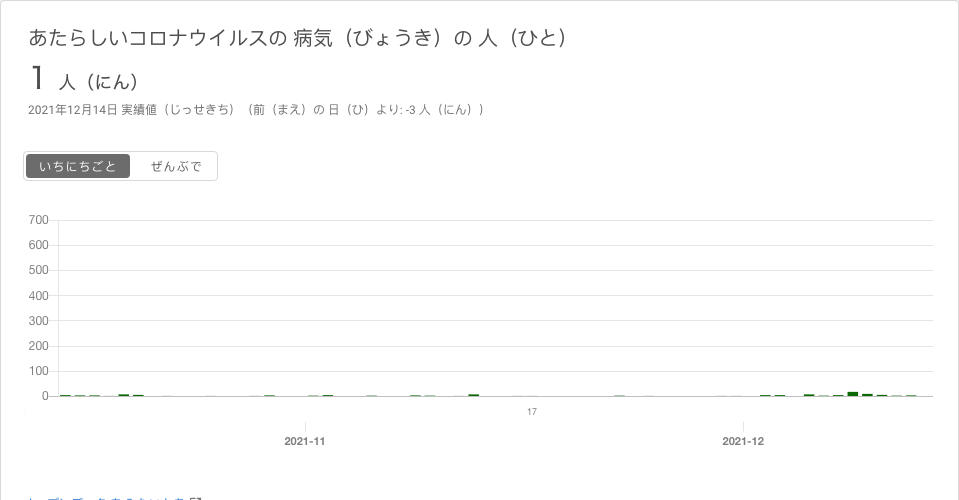 あたらしいコロナウイルスの 病気（びょうき）の 人（ひと）
1 人（にん）
2021年12月14日 実績値（じっせきち）（前（まえ）の 日（ひ）より: -3 人（にん））
いちにちごと ぜんぶで
700
600
500
400
300
200
100
0
17
2021-11 2021-12